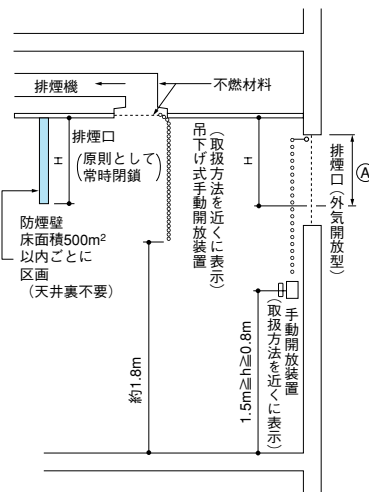 排煙機
不燃材料
排煙口
(原則として
常時閉鎖)
H
吊下げ式手動開放装置
(取扱方法を近くに表示)
H
排煙口(外気開放型)
Ⓐ
防煙壁
床面積500m²
以内ごとに
区画
(天井裏不要)
約1.8m
1.5m≧h≧0.8m
手動開放装置
(取扱方法を近くに表示)